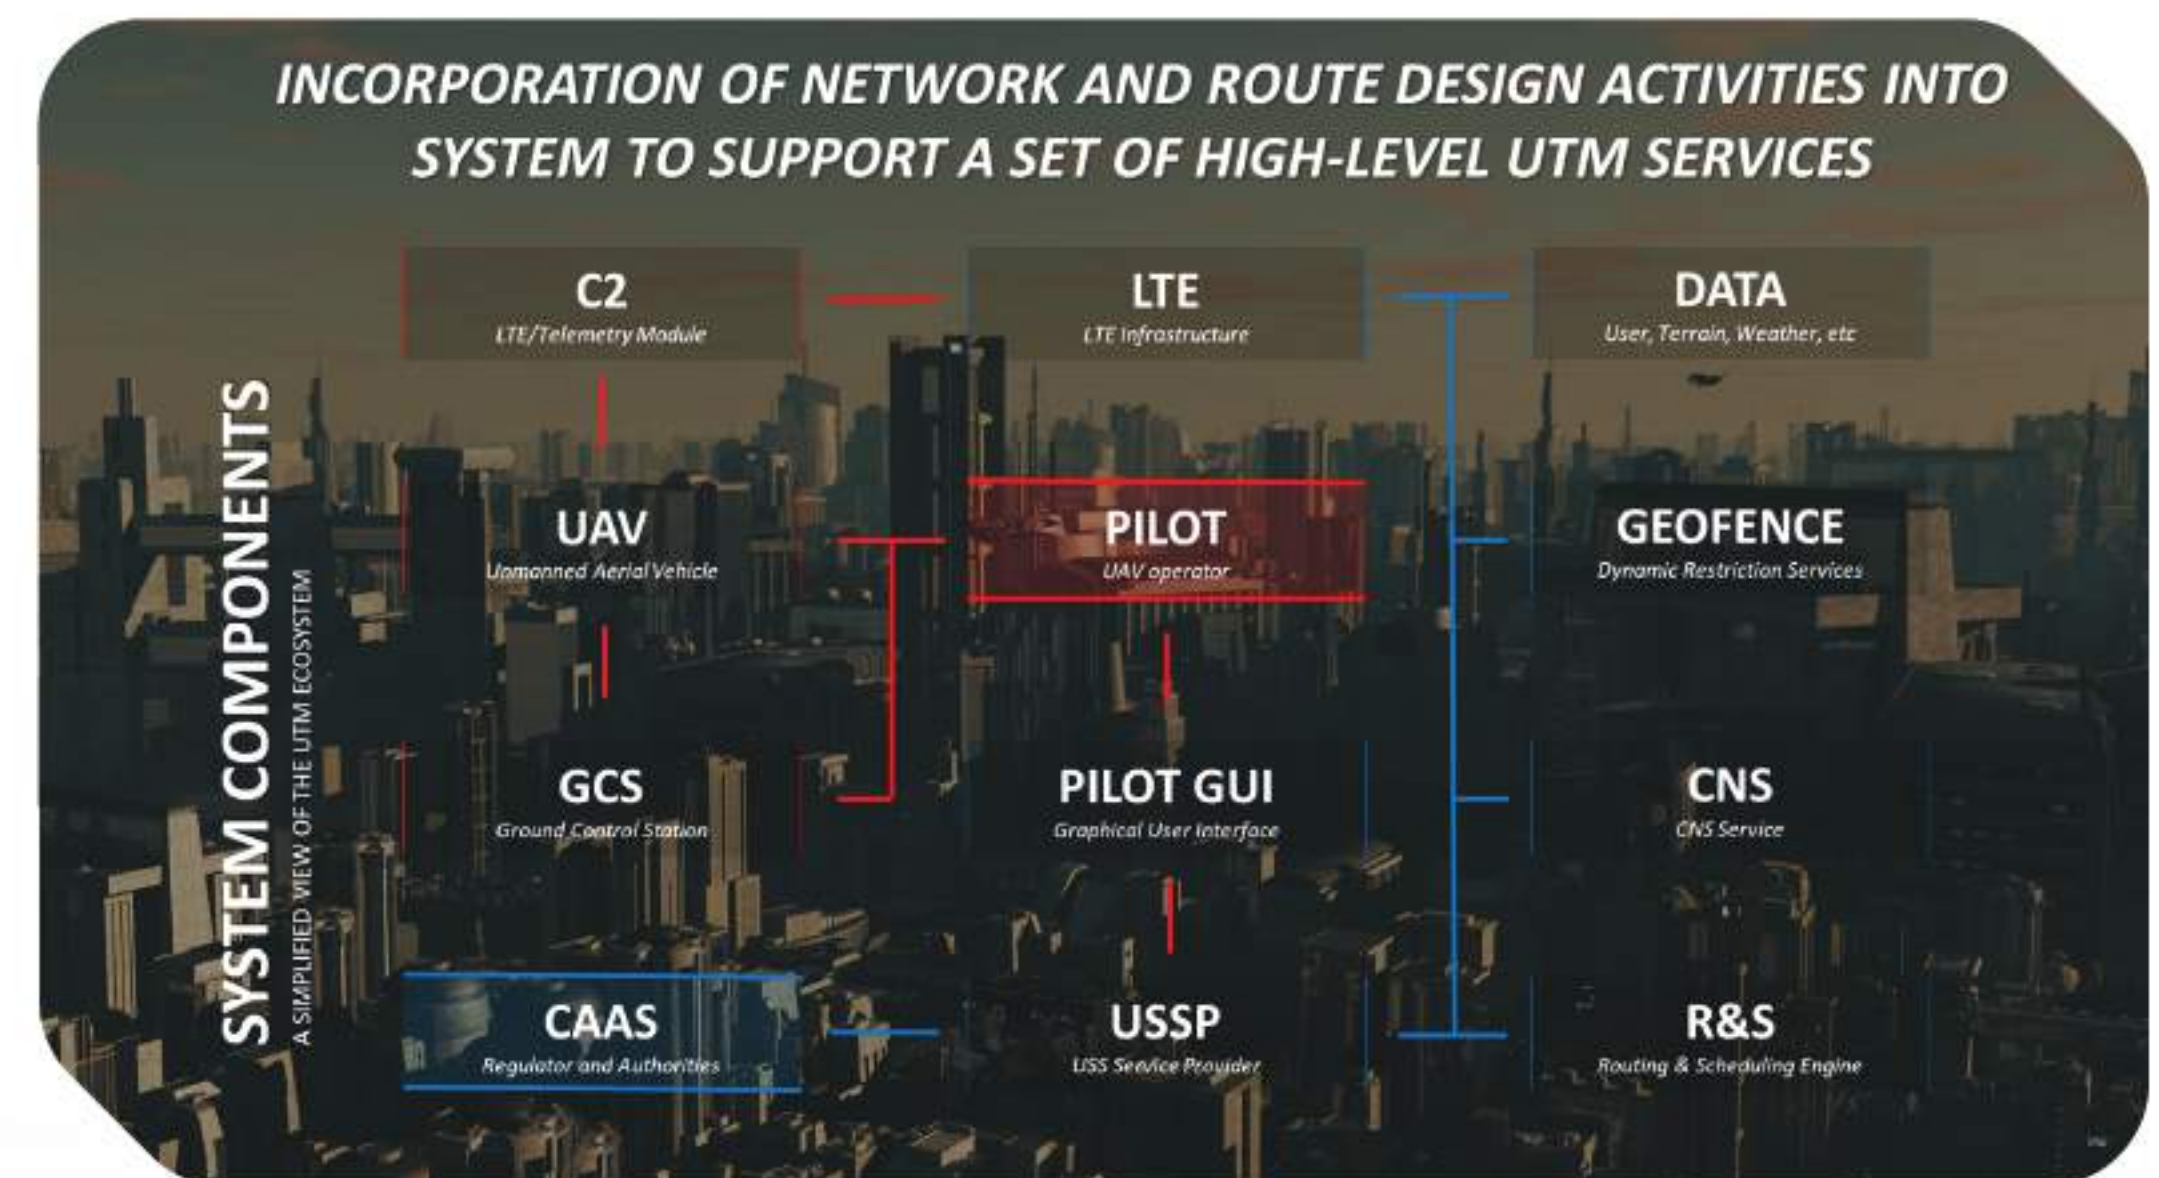 INCORPORATION OF NETWORK AND ROUTE DESIGN ACTIVITIES INTO
SYSTEM TO SUPPORT A SET OF HIGH-LEVEL UTM SERVICES
SYSTEM COMPONENTS
A SIMPLIFIED VIEW OF THE UTM ECOSYSTEM
C2
LTE/Telemetry Module
LTE
LTE Infrastructure
DATA
User, Terrain, Weather, etc
UAV
Unmanned Aerial Vehicle
PILOT
UAV operator
GEOFENCE
Dynamic Restriction Services
GCS
Ground Control Station
PILOT GUI
Graphical User Interface
CNS
CNS Service
CAAS
Regulator and Authorities
USSP
USS Service Provider
R&S
Routing & Scheduling Engine